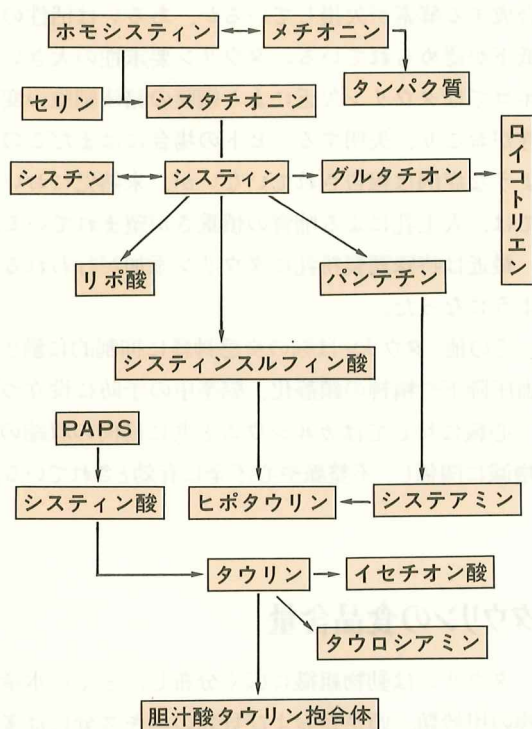 ホモシスティン
メチオニン
タンパク質
セリン
シスタチオニン
シスチン
システィン
グルタチオン
ロイコトリエン
リポ酸
パンテチン
システィンスルフィン酸
PAPS
システィン酸
ヒポタウリン
システアミン
タウリン
イセチオン酸
タウロシアミン
胆汁酸タウリン抱合体